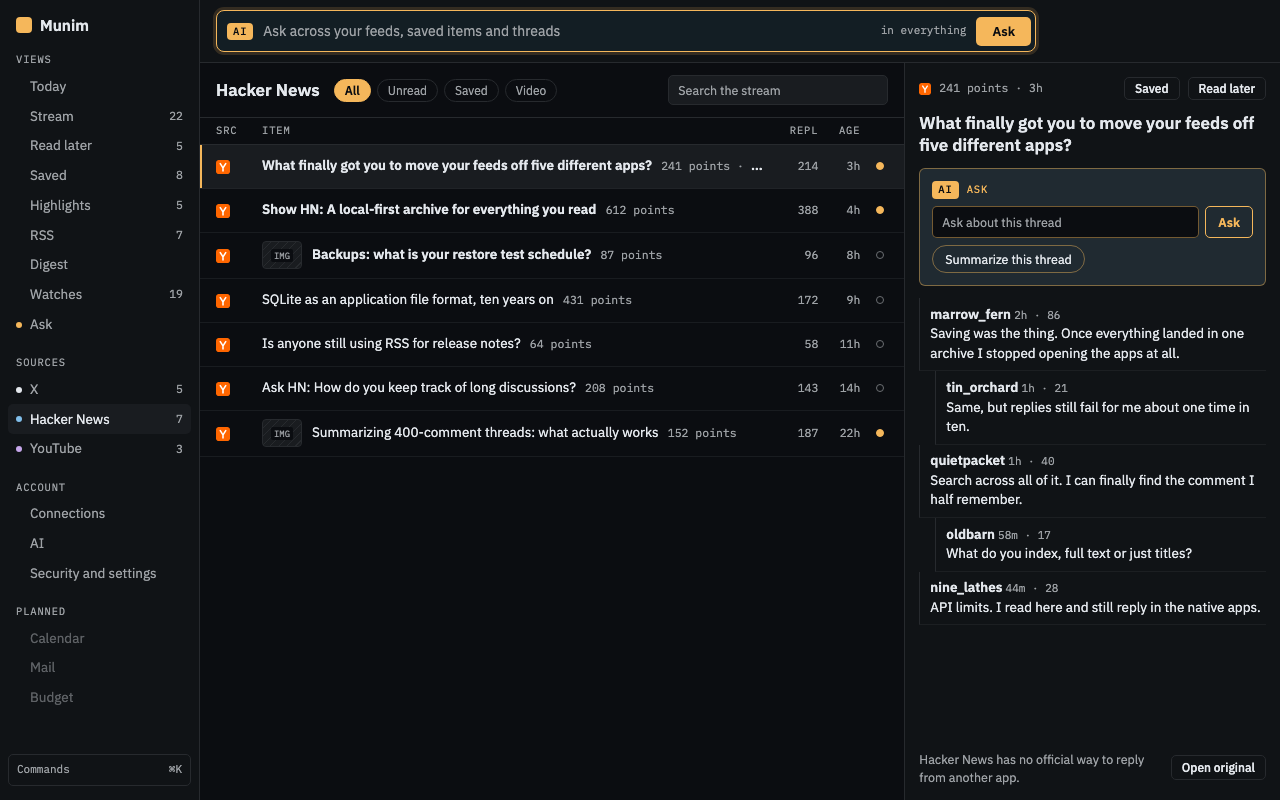 Munim
VIEWS
Today
Stream 22
Read later 5
Saved 8
Highlights 5
RSS 7
Digest
Watches 19
Ask
SOURCES
X 5
Hacker News 7
YouTube 3
ACCOUNT
Connections
AI
Security and settings
PLANNED
Calendar
Mail
Budget
Commands ⌘K
AI Ask across your feeds, saved items and threads in everything Ask
Hacker News All Unread Saved Video Search the stream
SRC ITEM REPL AGE
Y What finally got you to move your feeds off five different apps? 241 points · ... 214 3h
Y Show HN: A local-first archive for everything you read 612 points 388 4h
Y IMG Backups: what is your restore test schedule? 87 points 96 8h
Y SQLite as an application file format, ten years on 431 points 172 9h
Y Is anyone still using RSS for release notes? 64 points 58 11h
Y Ask HN: How do you keep track of long discussions? 208 points 143 14h
Y IMG Summarizing 400-comment threads: what actually works 152 points 187 22h
Y 241 points · 3h Saved Read later
What finally got you to move your feeds off
five different apps?
AI ASK
Ask about this thread Ask
Summarize this thread
marrow_fern 2h · 86
Saving was the thing. Once everything landed in one
archive I stopped opening the apps at all.
tin_orchard 1h · 21
Same, but replies still fail for me about one time in
ten.
quietpacket 1h · 40
Search across all of it. I can finally find the comment I
half remember.
oldbarn 58m · 17
What do you index, full text or just titles?
nine_lathes 44m · 28
API limits. I read here and still reply in the native apps.
Hacker News has no official way to reply
from another app.
Open original